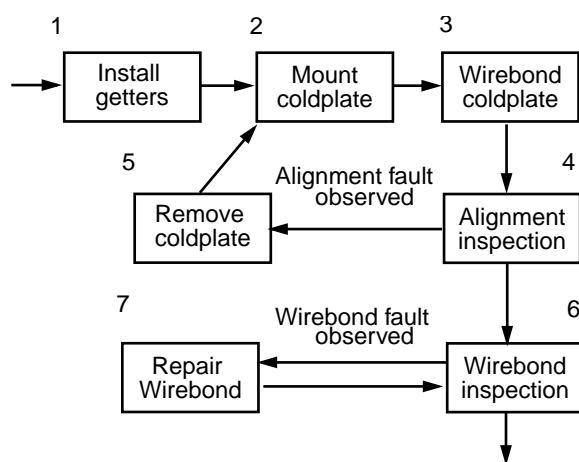 1
2
3
Install
getters
Mount
coldplate
Wirebond
coldplate
5
4
Alignment fault
observed
Remove
coldplate
Alignment
inspection
7
6
Wirebond fault
observed
Repair
Wirebond
Wirebond
inspection